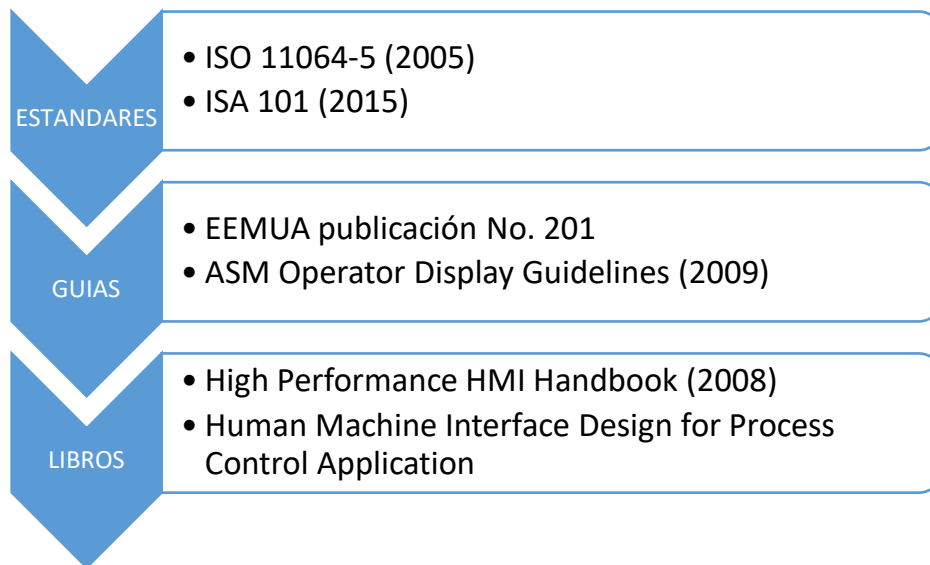 ESTANDARES
• ISO 11064-5 (2005)
• ISA 101 (2015)
GUIAS
• EEMUA publicación No. 201
• ASM Operator Display Guidelines (2009)
LIBROS
• High Performance HMI Handbook (2008)
• Human Machine Interface Design for Process
Control Application